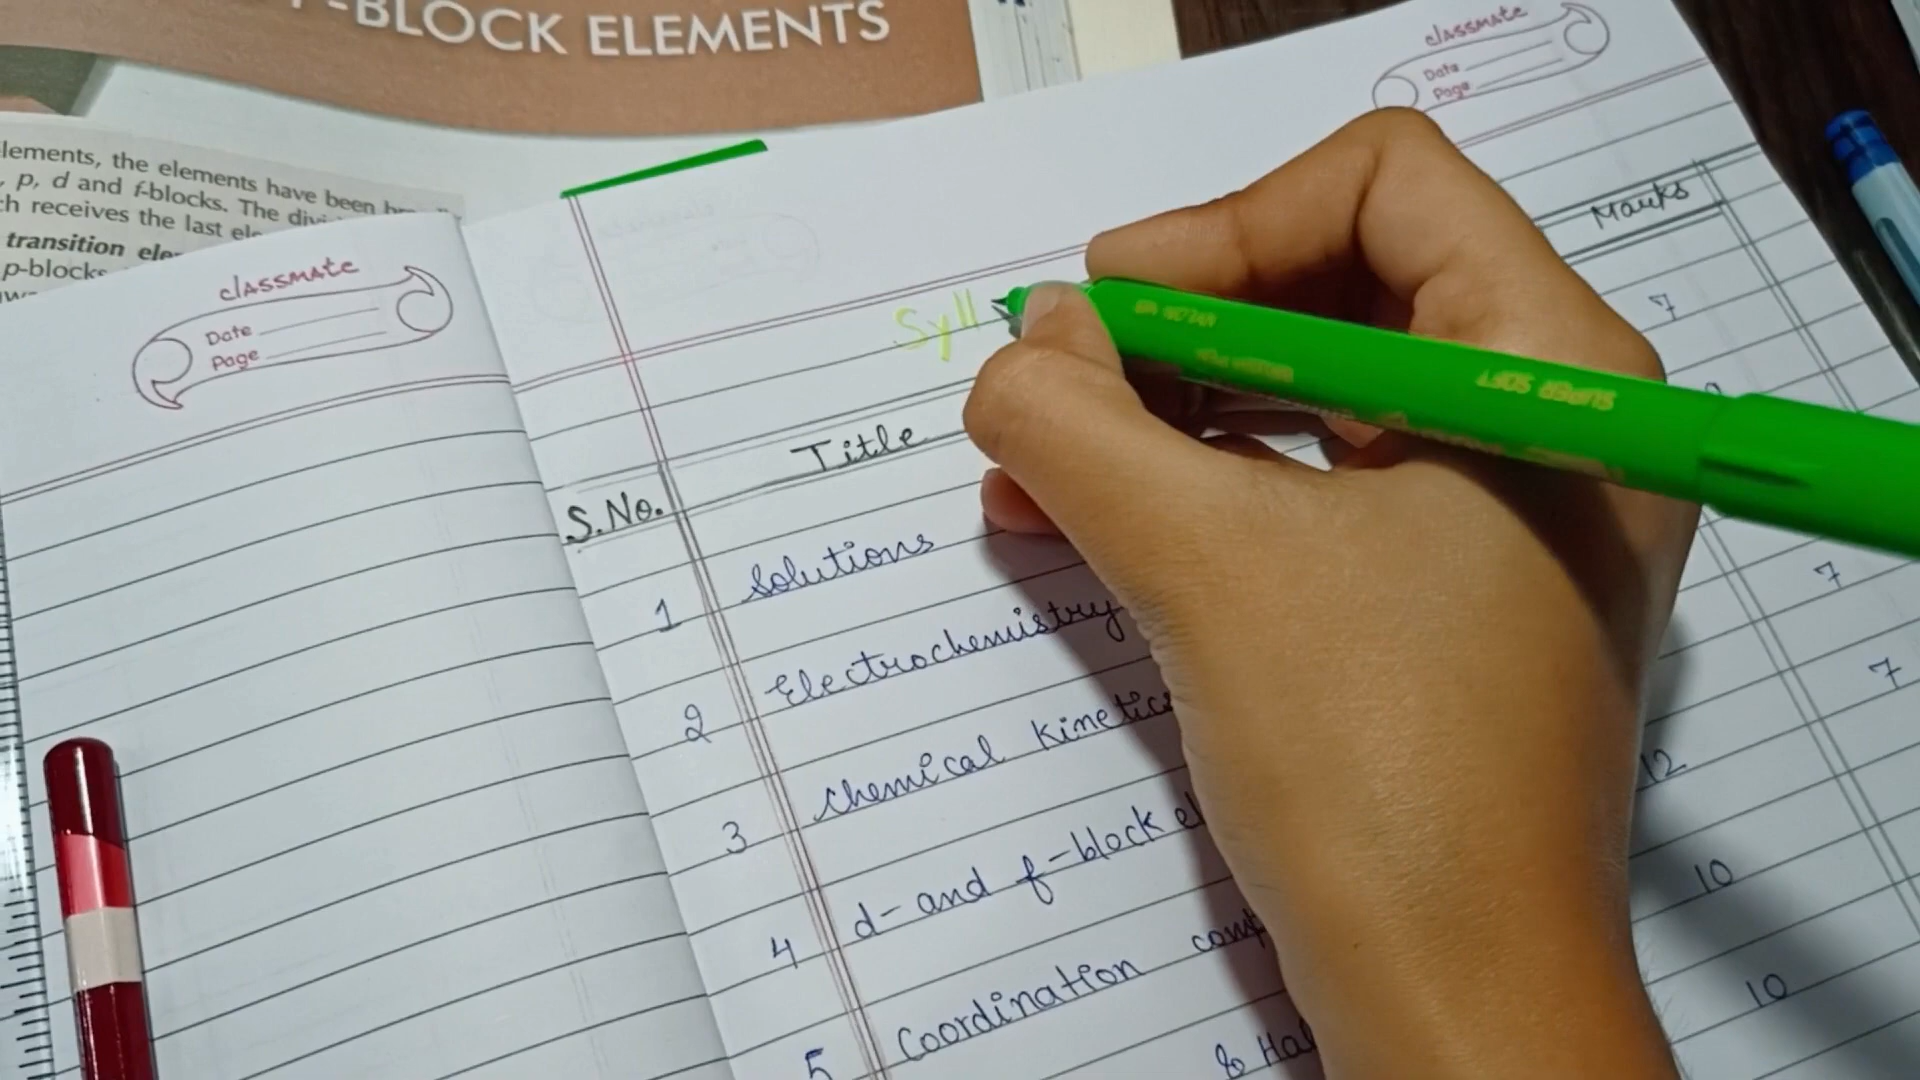 -BLOCK ELEMENTS
elements, the elements have been
, p, d and f-blocks. The
receives the last
transition
p-blocks
classmate
Date
Page
classmate
Date
Page
Syll
S.No. Title Marks
7
1 Solutions
2 Electrochemistry 7
3 Chemical Kinetics 7
4 d- and f-block 12
5 Coordination 10
& 10